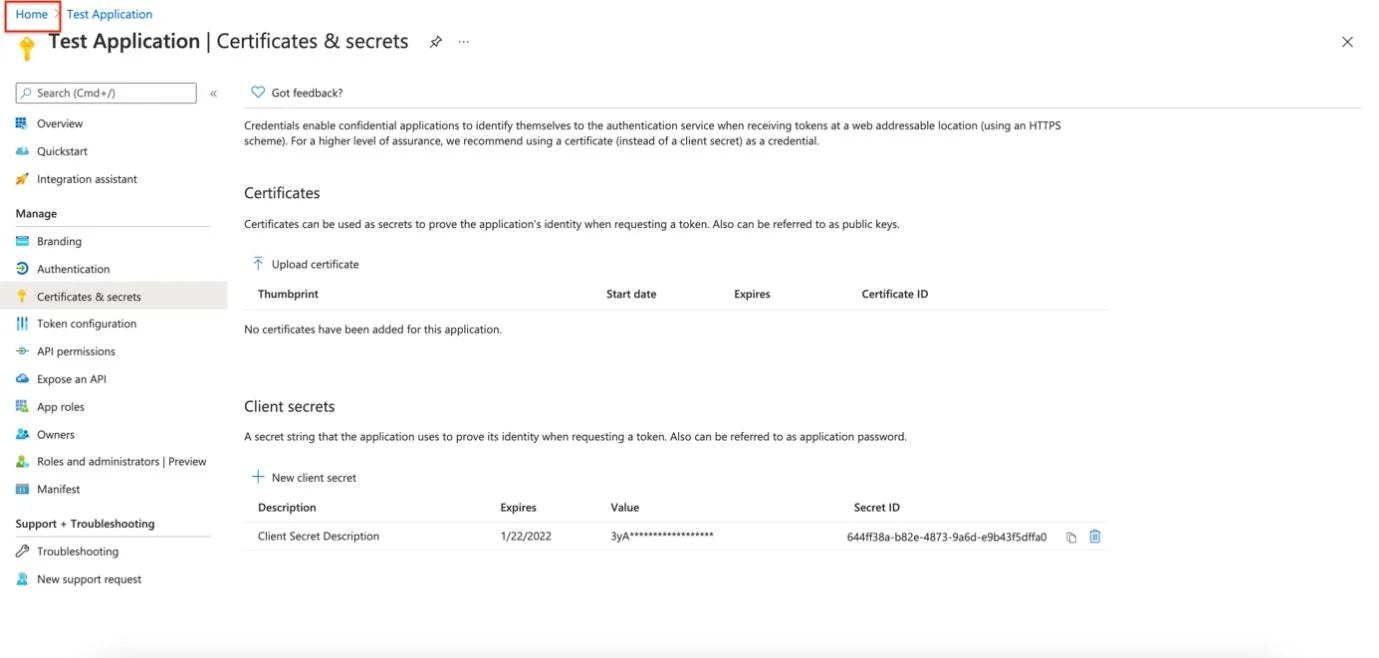 Home > Test Application
Test Application | Certificates & secrets ...
Search (Cmd+/) «
Overview
Quickstart
Integration assistant
Manage
Branding
Authentication
Certificates & secrets
Token configuration
API permissions
Expose an API
App roles
Owners
Roles and administrators | Preview
Manifest
Support + Troubleshooting
Troubleshooting
New support request
Got feedback?
Credentials enable confidential applications to identify themselves to the authentication service when receiving tokens at a web addressable location (using an HTTPS
scheme). For a higher level of assurance, we recommend using a certificate (instead of a client secret) as a credential.
Certificates
Certificates can be used as secrets to prove the application's identity when requesting a token. Also can be referred to as public keys.
Upload certificate
Thumbprint Start date Expires Certificate ID
No certificates have been added for this application.
Client secrets
A secret string that the application uses to prove its identity when requesting a token. Also can be referred to as application password.
New client secret
Description Expires Value Secret ID
Client Secret Description 1/22/2022 3yA****************** 644ff38a-b82e-4873-9a6d-e9b43f5dffa0